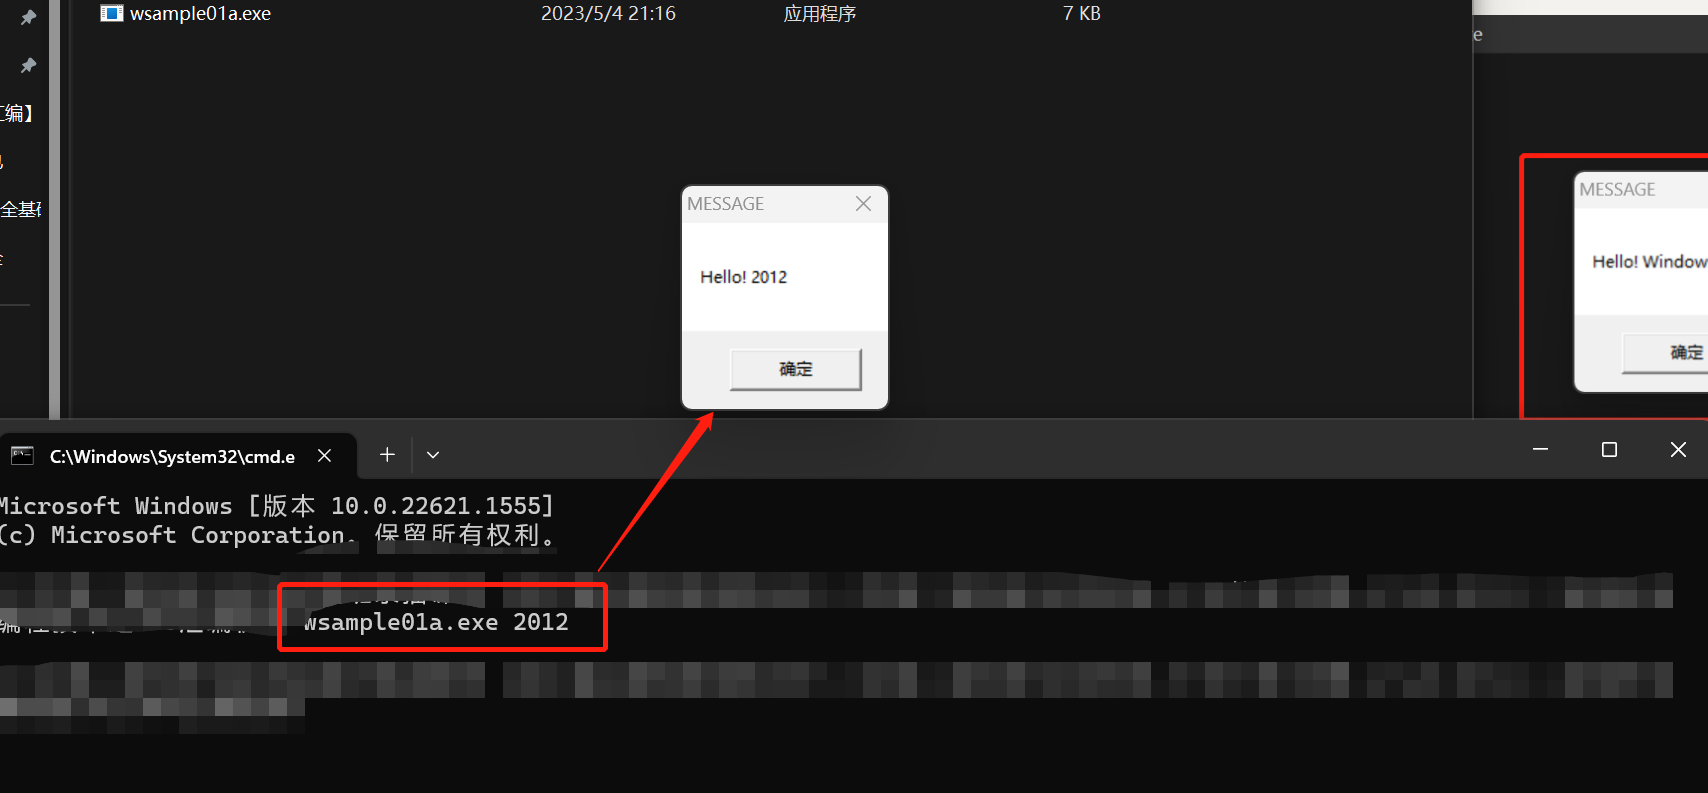 wsample01a.exe 2023/5/4 21:16 应用程序 7 KB
e
汇编】
全基础
MESSAGE
Hello! 2012
确定
MESSAGE
Hello! Window
确定
C:\Windows\System32\cmd.e
Microsoft Windows [版本 10.0.22621.1555]
(c) Microsoft Corporation。保留所有权利。
wsample01a.exe 2012